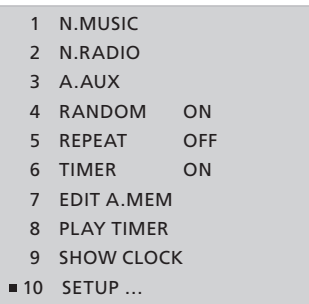 1 N.MUSIC
2 N.RADIO
3 A.AUX
4 RANDOM ON
5 REPEAT OFF
6 TIMER ON
7 EDIT A.MEM
8 PLAY TIMER
9 SHOW CLOCK
■ 10 SETUP ...